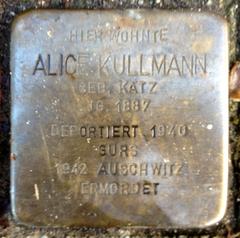 HIER WOHNTE
ALICE KULLMANN
GEB. KATZ
JG. 1887
DEPORTIERT 1940
GURS
1942 AUSCHWITZ
ERMORDET